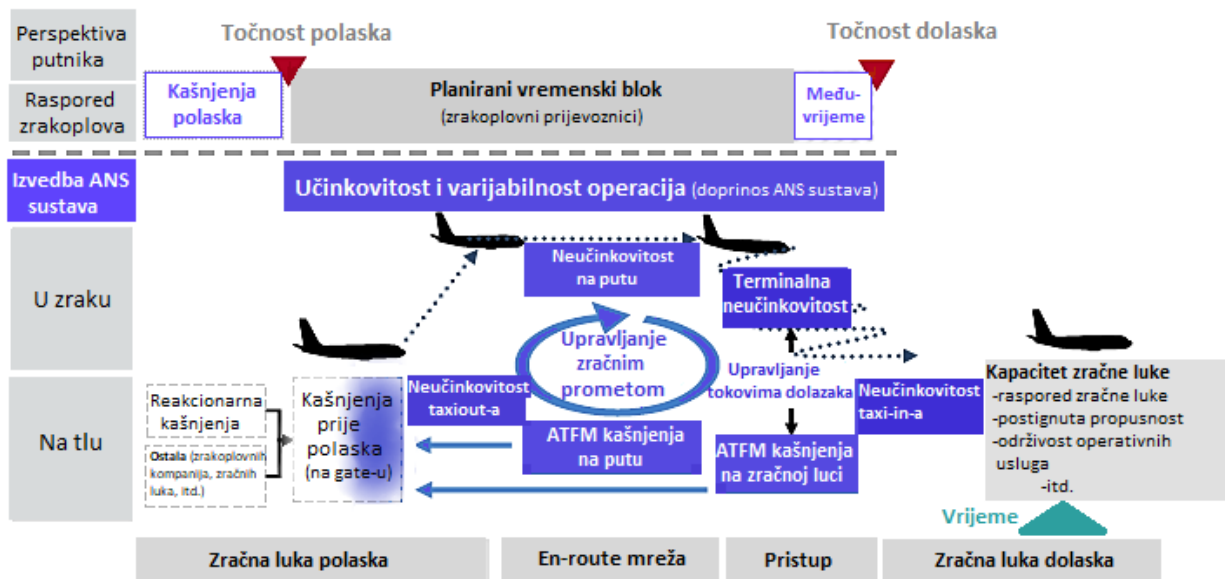 Perspektiva
putnika
Točnost polaska
Točnost dolaska
Raspored
zrakoplova
Kašnjenja
polaska
Planirani vremenski blok
(zrakoplovni prijevoznici)
Među-
vrijeme
Izvedba ANS
sustava
Učinkovitost i varijabilnost operacija (doprinos ANS sustava)
U zraku
Neučinkovitost
na putu
Terminalna
neučinkovitost
Upravljanje
zračnim
prometom
Upravljanje
tokovima dolazaka
Na tlu
Reakcionarna
kašnjenja
Ostala (zrakoplovnih
kompanija, zračnih
luka, itd.)
Kašnjenja
prije
polaska
(na gate-u)
Neučinkovitost
taxiout-a
ATFM kašnjenja
na putu
ATFM kašnjenja
na zračnoj luci
Neučinkovitost
taxi-in-a
Kapacitet zračne luke
-raspored zračne luke
-postignuta propusnost
-održivost operativnih
usluga
-itd.
Vrijeme
Zračna luka polaska
En-route mreža
Pristup
Zračna luka dolaska